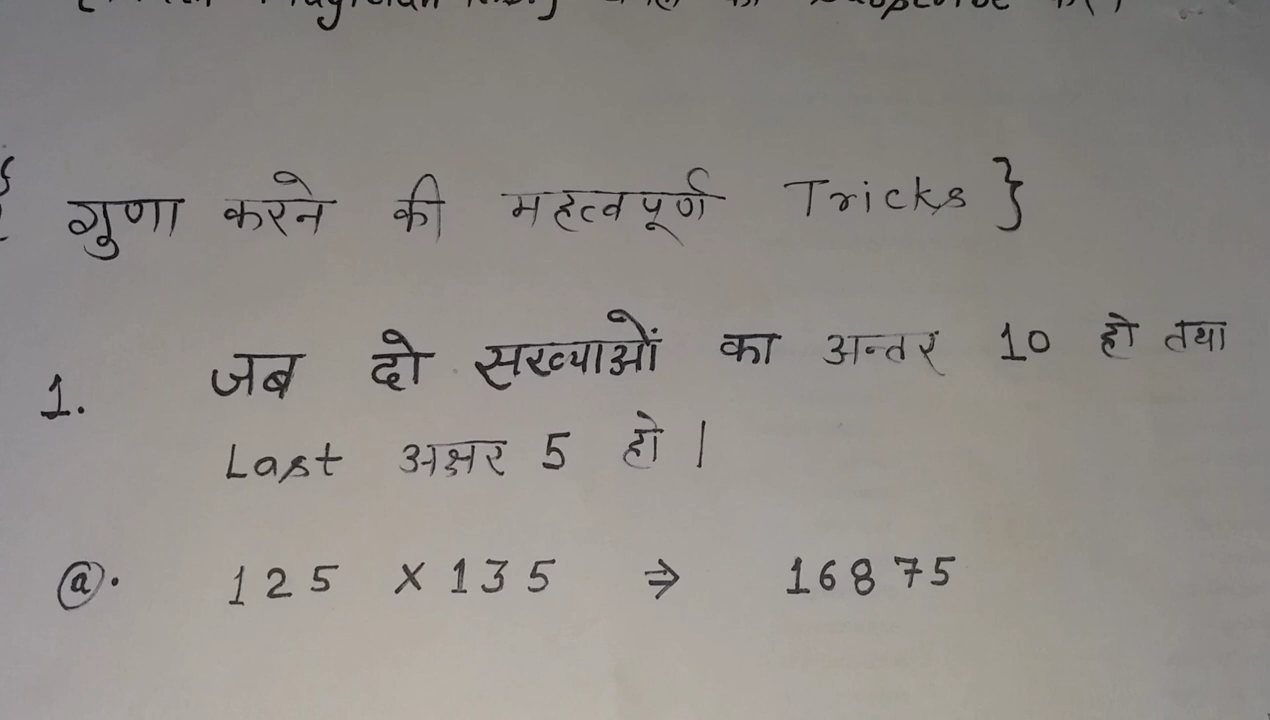 { गुणा करने की महत्वपूर्ण Tricks }
1. जब दो सख्याओं का अन्तर 10 हो तथा
Last अक्षर 5 हो |
(a). 125 × 135 ⇒ 16875